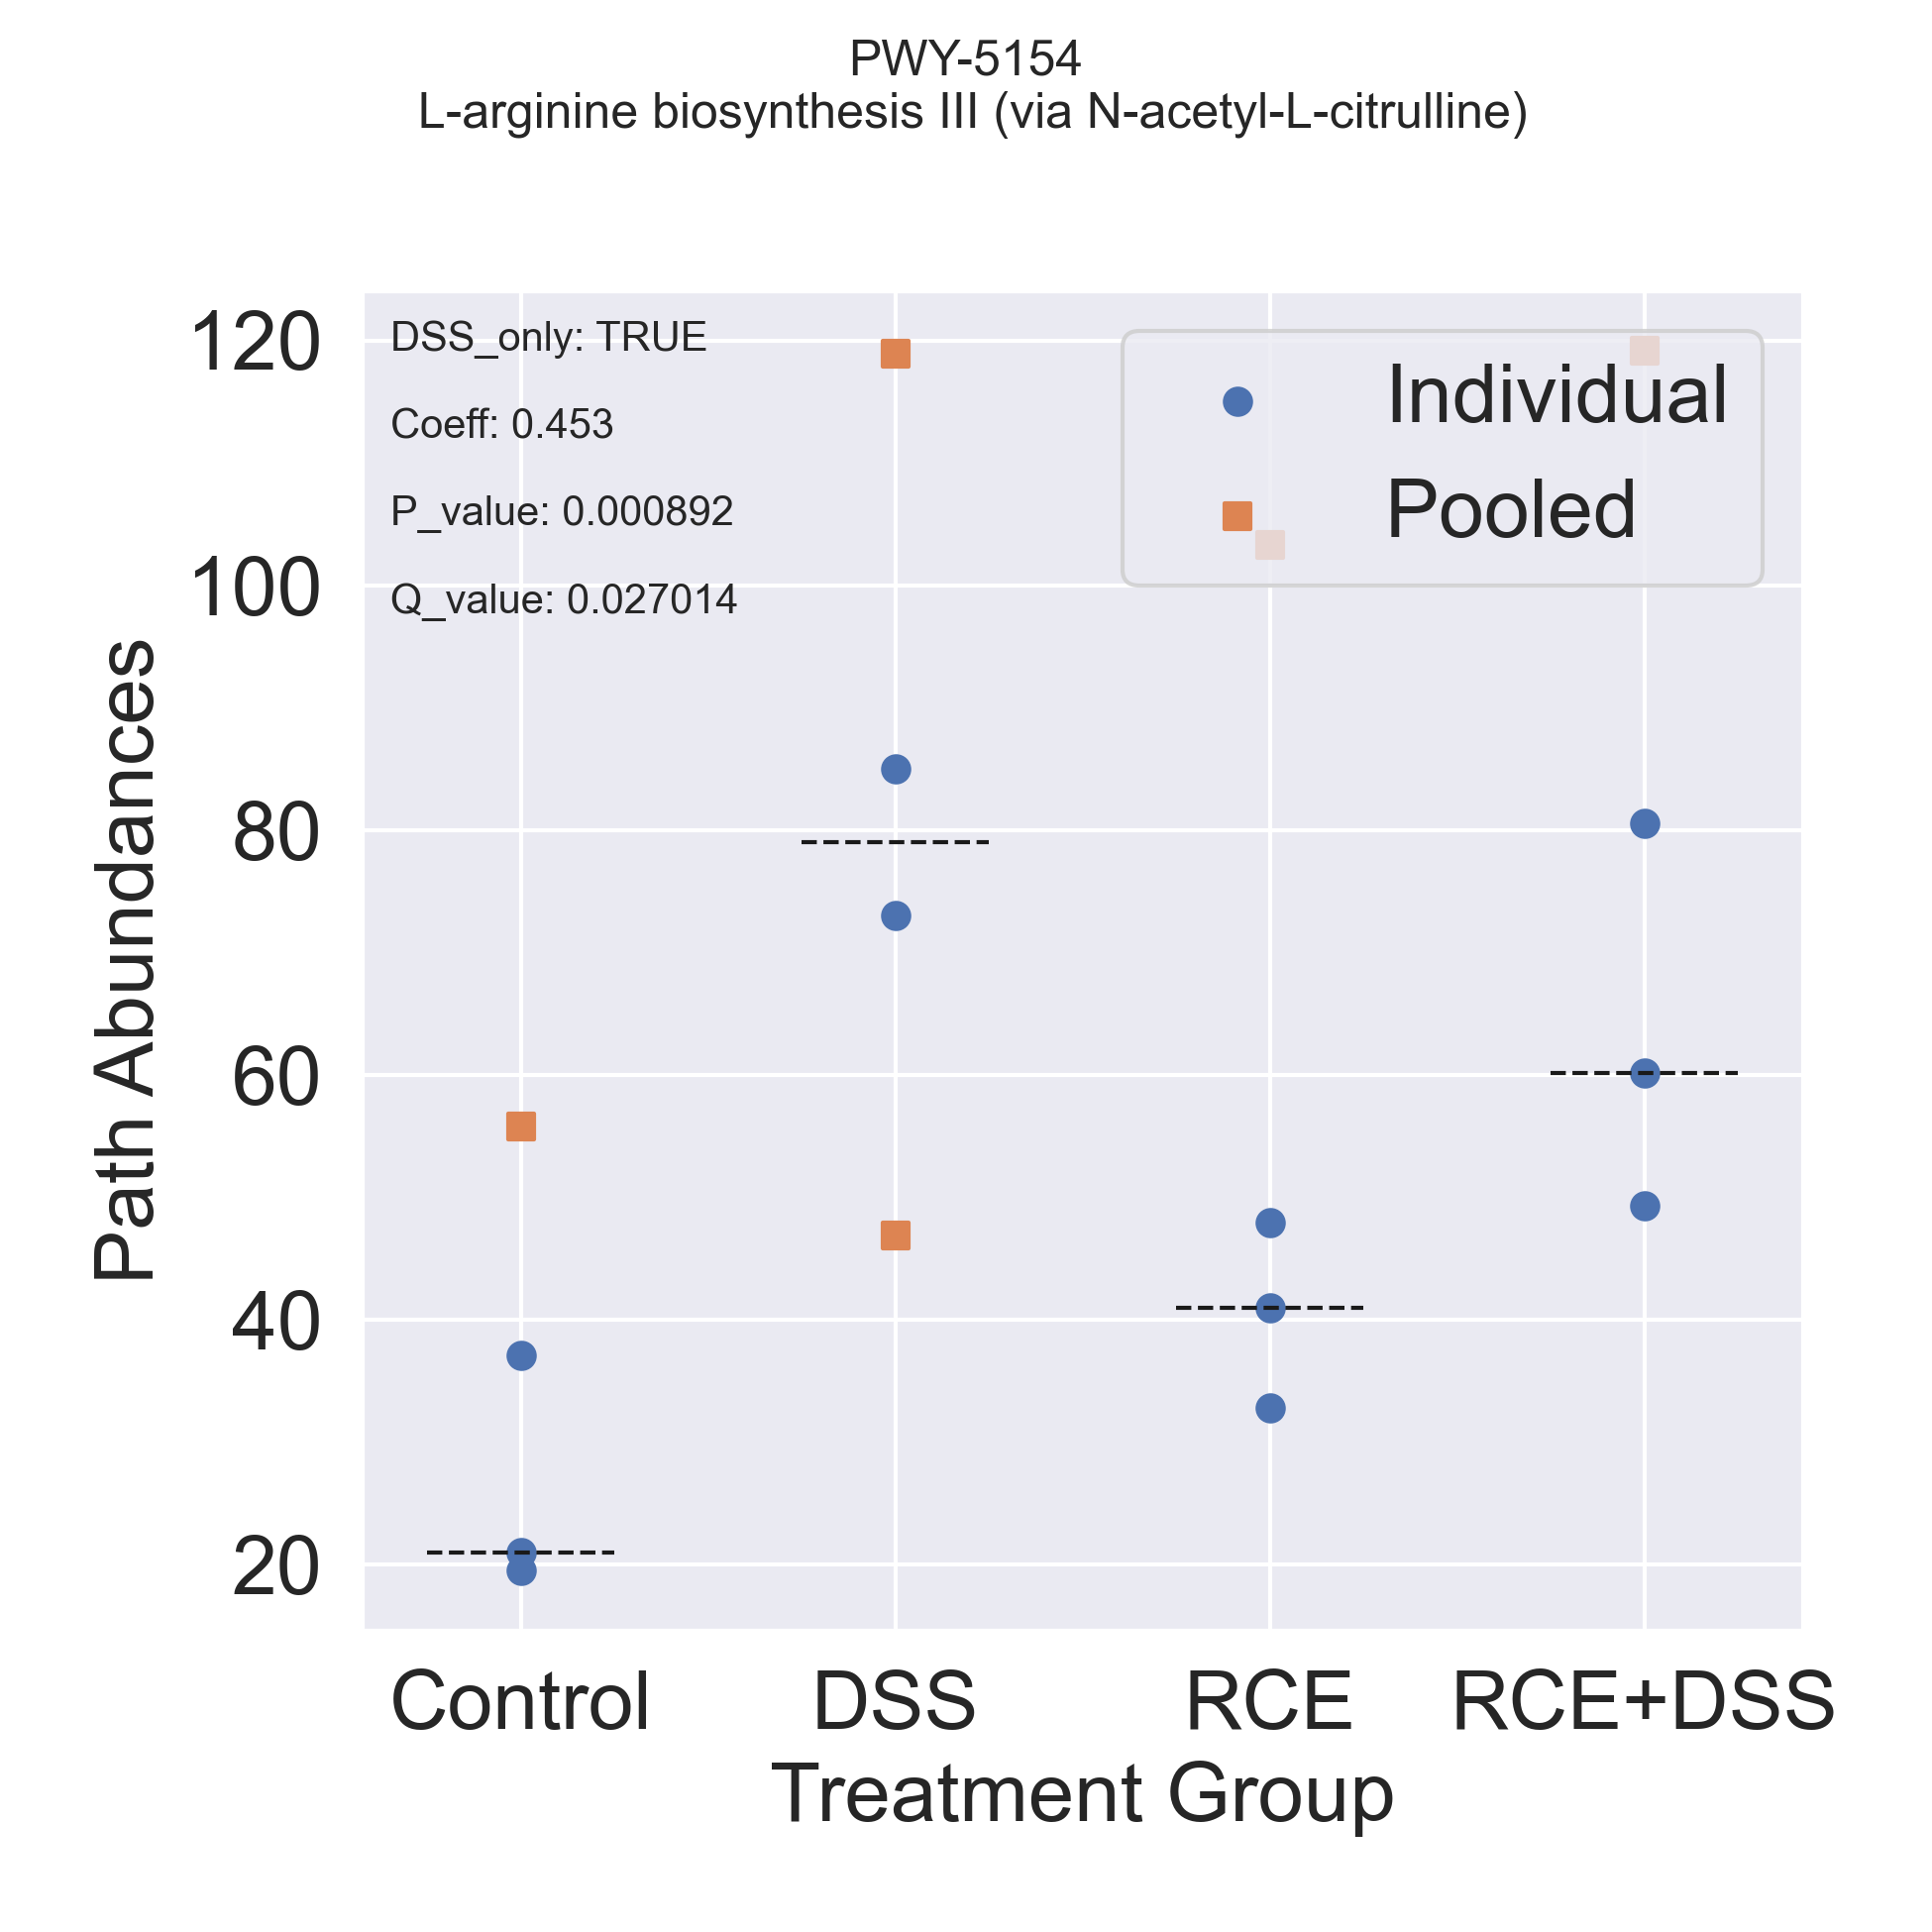 PWY-5154
L-arginine biosynthesis III (via N-acetyl-L-citrulline)
DSS_only: TRUE
Coeff: 0.453
P_value: 0.000892
Q_value: 0.027014
Individual
Pooled
120
100
80
60
40
20
Path Abundances
Control DSS RCE RCE+DSS
Treatment Group